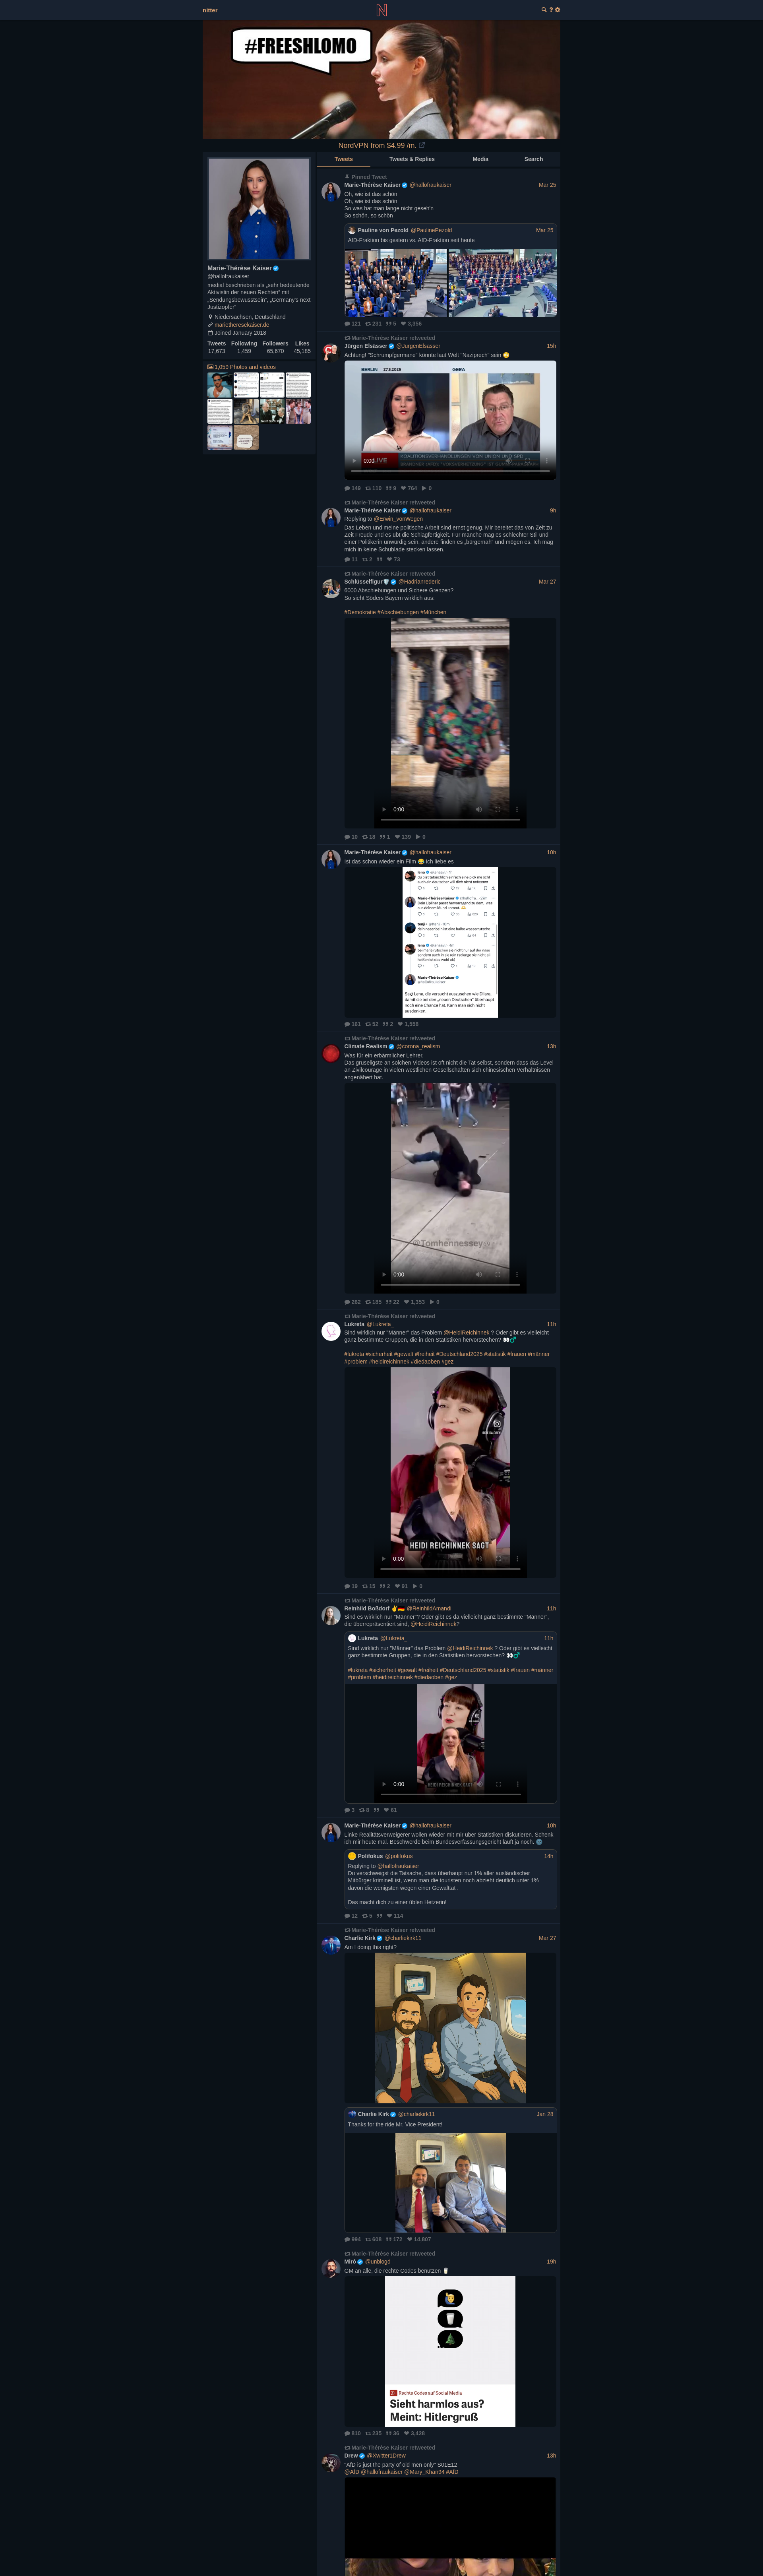 nitter
#FREESHLOMO
NordVPN from $4.99 /m.
Tweets
Tweets & Replies
Media
Search
Marie-Thérèse Kaiser
@hallofraukaiser
medial beschrieben als „sehr bedeutende
Aktivistin der neuen Rechten“ mit
„Sendungsbewusstsein“, „Germany's next
Justizopfer“
Niedersachsen, Deutschland
marietheresekaiser.de
Joined January 2018
Tweets Following Followers Likes
17,673 1,459 65,670 45,185
1,059 Photos and videos
Pinned Tweet
Marie-Thérèse Kaiser @hallofraukaiser Mar 25
Oh, wie ist das schön
Oh, wie ist das schön
So was hat man lange nicht geseh'n
So schön, so schön
Pauline von Pezold @PaulinePezold Mar 25
AfD-Fraktion bis gestern vs. AfD-Fraktion seit heute
121 231 5 3,356
Marie-Thérèse Kaiser retweeted
Jürgen Elsässer @JurgenElsasser 15h
Achtung! "Schrumpfgermane" könnte laut Welt "Nazisprech" sein
BERLIN 27.3.2025 GERA
LIVE
0:00
149 110 9 764 0
Marie-Thérèse Kaiser retweeted
Marie-Thérèse Kaiser @hallofraukaiser 9h
Replying to @Erwin_vomWegen
Das Leben und meine politische Arbeit sind ernst genug. Mir bereitet das von Zeit zu
Zeit Freude und es übt die Schlagfertigkeit. Für manche mag es schlechter Stil und
einer Politikerin unwürdig sein, andere finden es „bürgernah“ und mögen es. Ich mag
mich in keine Schublade stecken lassen.
11 2 73
Marie-Thérèse Kaiser retweeted
Schlüsselfigur @Hadrianrederic Mar 27
6000 Abschiebungen und Sichere Grenzen?
So sieht Söders Bayern wirklich aus:
#Demokratie #Abschiebungen #München
0:00
10 18 1 139 0
Marie-Thérèse Kaiser @hallofraukaiser 10h
Ist das schon wieder ein Film 😂 Ich liebe es
Marie-Thérèse Kaiser
@hallofraukaiser
Sagt Lena, die versucht auszusehen wie Dilara,
damit sie bei den „neuen Deutschen“ überhaupt
noch eine Chance hat. Kann man sich nicht
ausdenken.
161 52 2 1,558
Marie-Thérèse Kaiser retweeted
Climate Realism @corona_realism 13h
Was für ein erbärmlicher Lehrer.
Das gruseligste an solchen Videos ist oft nicht die Tat selbst, sondern dass das Level
an Zivilcourage in vielen westlichen Gesellschaften sich chinesischen Verhältnissen
angenähert hat.
@Tomhennessey
0:00
262 185 22 1,353 0
Marie-Thérèse Kaiser retweeted
Lukreta @Lukreta_ 11h
Sind wirklich nur "Männer" das Problem @HeidiReichinnek ? Oder gibt es vielleicht
ganz bestimmte Gruppen, die in den Statistiken hervorstechen?
#lukreta #sicherheit #gewalt #freiheit #Deutschland2025 #statistik #frauen #männer
#problem #heidireichinnek #diedaoben #gez
HEIDI REICHINNEK SAGT
0:00
19 15 2 81 0
Marie-Thérèse Kaiser retweeted
Reinhild Boßdorf @ReinhildAmandi 11h
Sind es wirklich nur "Männer"? Oder gibt es da vielleicht ganz bestimmte "Männer",
die überrepräsentiert sind, @HeidiReichinnek?
Lukreta @Lukreta_ 11h
Sind wirklich nur "Männer" das Problem @HeidiReichinnek ? Oder gibt es vielleicht
ganz bestimmte Gruppen, die in den Statistiken hervorstechen?
#lukreta #sicherheit #gewalt #freiheit #Deutschland2025 #statistik #frauen #männer
#problem #heidireichinnek #diedaoben #gez
HEIDI REICHINNEK SAGT
0:00
3 8 61
Marie-Thérèse Kaiser @hallofraukaiser 10h
Linke Realitätsverweigerer wollen wieder mit mir über Statistiken diskutieren. Schenk
ich mir heute mal. Beschwerde beim Bundesverfassungsgericht läuft ja noch.
Polifokus @polifokus 14h
Replying to @hallofraukaiser
Du verschweigst die Tatsache, dass überhaupt nur 1% aller ausländischer
Mitbürger kriminell ist, wenn man die touristen noch abzieht deutlich unter 1%
davon die wenigsten wegen einer Gewalttat .
Das macht dich zu einer üblen Hetzerin!
12 5 114
Marie-Thérèse Kaiser retweeted
Charlie Kirk @charliekirk11 Mar 27
Am I doing this right?
Charlie Kirk @charliekirk11 Jan 28
Thanks for the ride Mr. Vice President!
994 608 172 14,807
Marie-Thérèse Kaiser retweeted
Miró @unblogd 19h
GM an alle, die rechte Codes benutzen 🥛
Rechte Codes auf Social Media
Sieht harmlos aus?
Meint: Hitlergruß
810 235 36 3,428
Marie-Thérèse Kaiser retweeted
Drew @Xwitter1Drew 13h
"AfD is just the party of old men only" S01E12
@AfD @hallofraukaiser @Mary_Khan94 #AfD